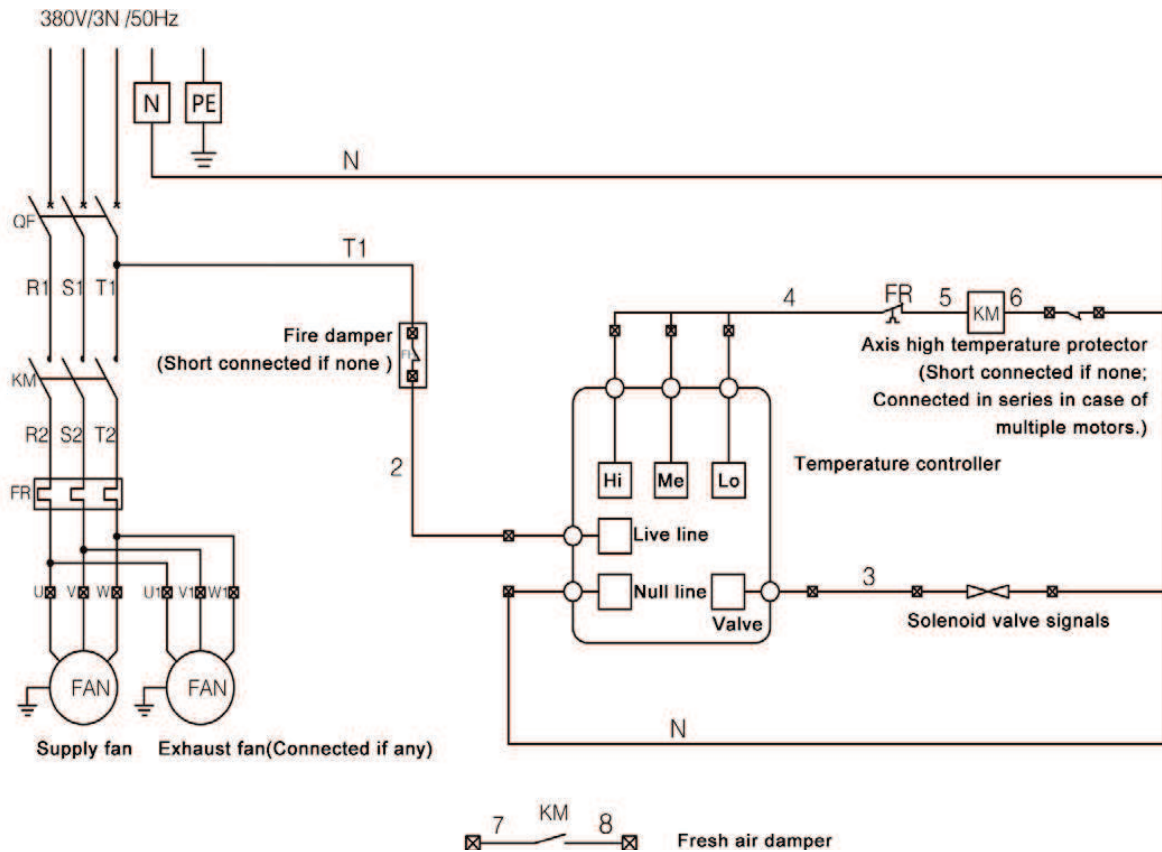 380V/3N /50Hz
N
PE
N
QF
T1
R1
S1
T1
4
FR
5
KM
6
Fire damper
(Short connected if none )
FI
Axis high temperature protector
(Short connected if none;
Connected in series in case of
multiple motors.)
KM
R2
S2
T2
2
Hi
Me
Lo
Temperature controller
FR
Live line
U
V
W
U1
V1
W1
Null line
Valve
3
Solenoid valve signals
FAN
FAN
Supply fan
Exhaust fan(Connected if any)
N
7
KM
8
Fresh air damper